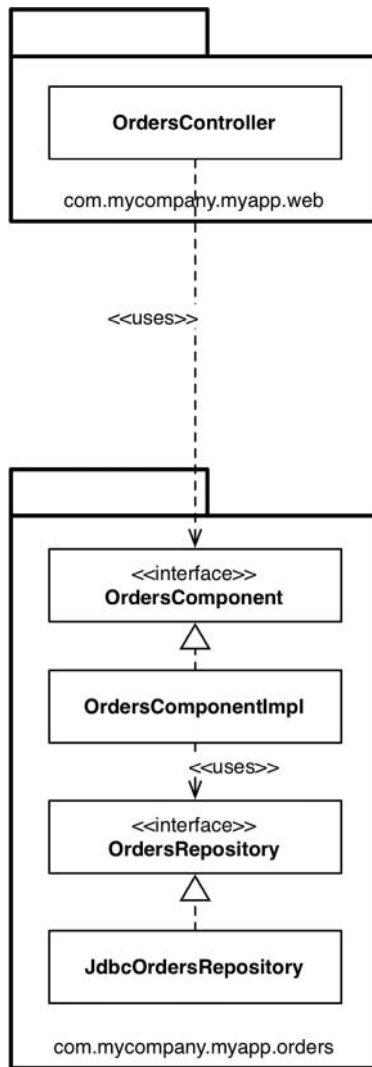 OrdersController
com.mycompany.myapp.web
<<uses>>
<<interface>>
OrdersComponent
OrdersComponentImpl
<<uses>>
<<interface>>
OrdersRepository
JdbcOrdersRepository
com.mycompany.myapp.orders